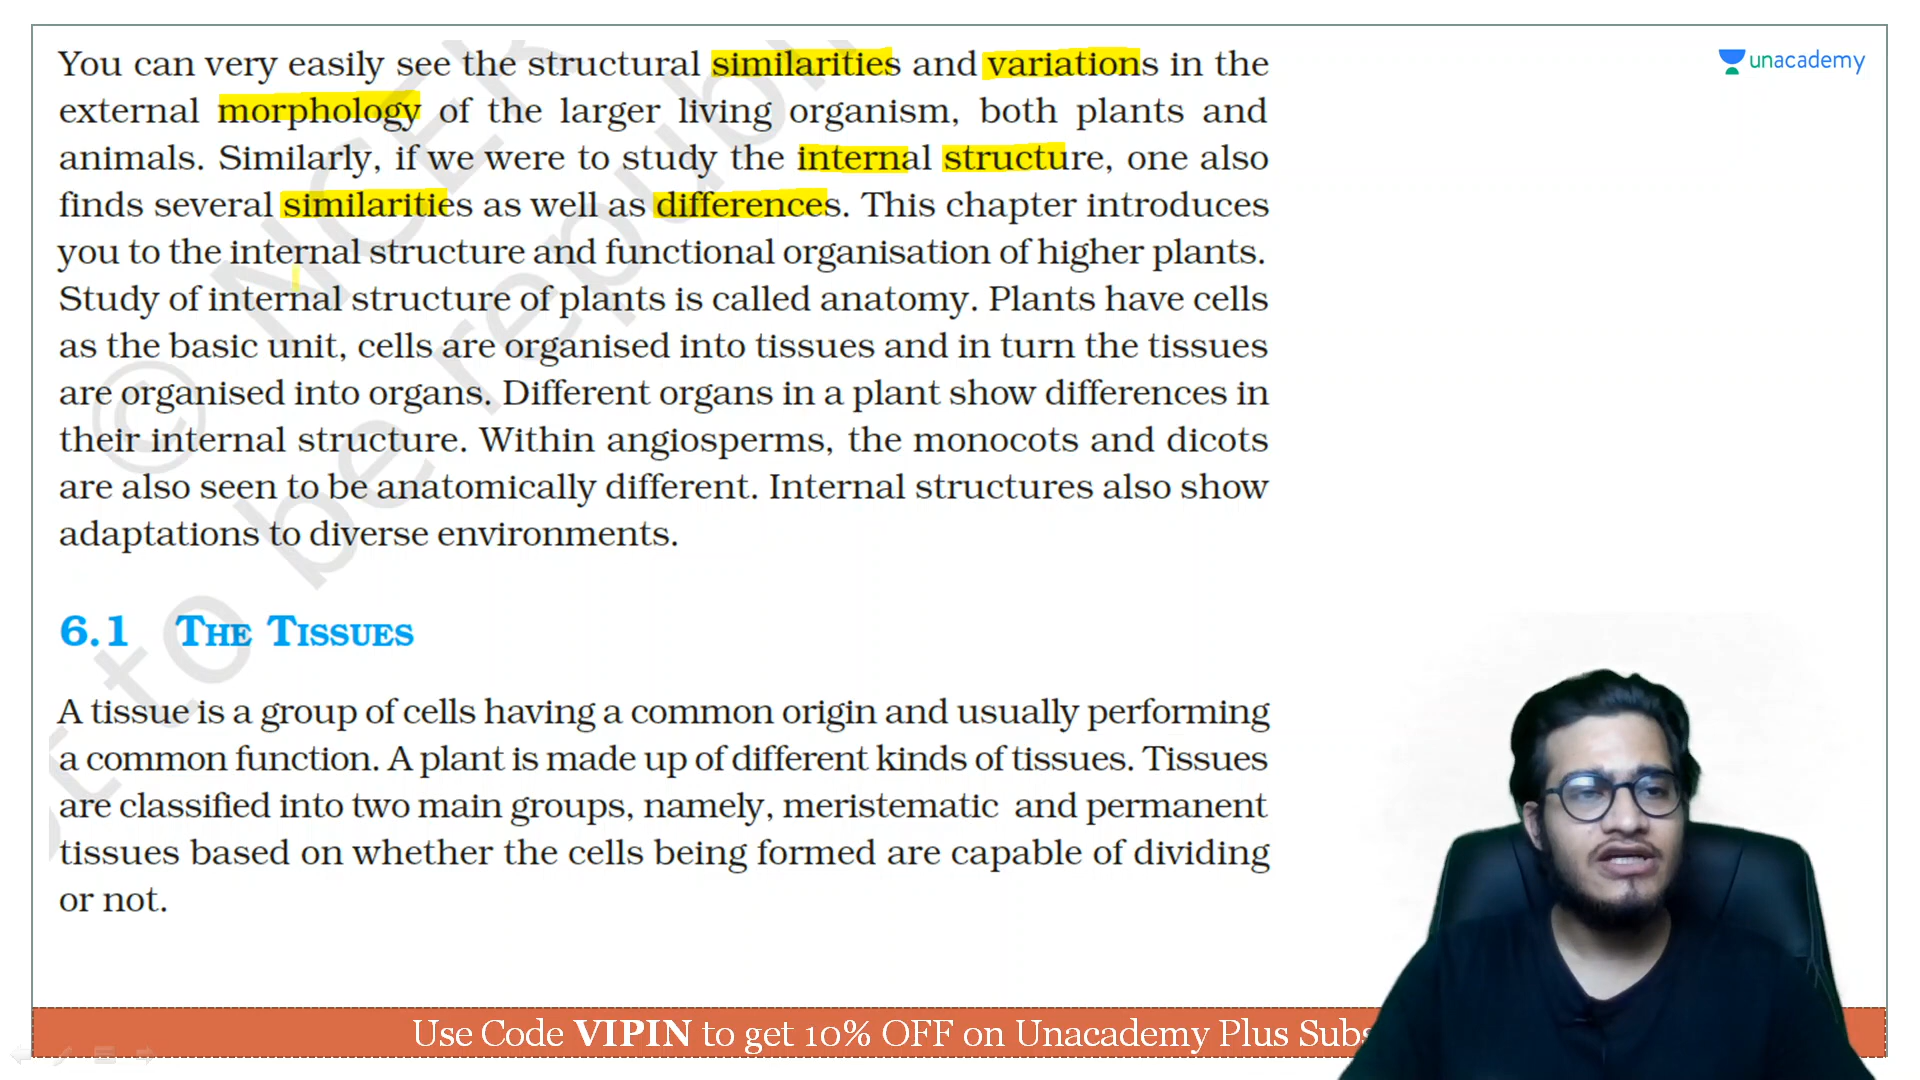 You can very easily see the structural similarities and variations in the
external morphology of the larger living organism, both plants and
animals. Similarly, if we were to study the internal structure, one also
finds several similarities as well as differences. This chapter introduces
you to the internal structure and functional organisation of higher plants.
Study of internal structure of plants is called anatomy. Plants have cells
as the basic unit, cells are organised into tissues and in turn the tissues
are organised into organs. Different organs in a plant show differences in
their internal structure. Within angiosperms, the monocots and dicots
are also seen to be anatomically different. Internal structures also show
adaptations to diverse environments.
6.1 THE TISSUES
A tissue is a group of cells having a common origin and usually performing
a common function. A plant is made up of different kinds of tissues. Tissues
are classified into two main groups, namely, meristematic and permanent
tissues based on whether the cells being formed are capable of dividing
or not.
unacademy
Use Code VIPIN to get 10% OFF on Unacademy Plus Subs
© NCER
t to be republi